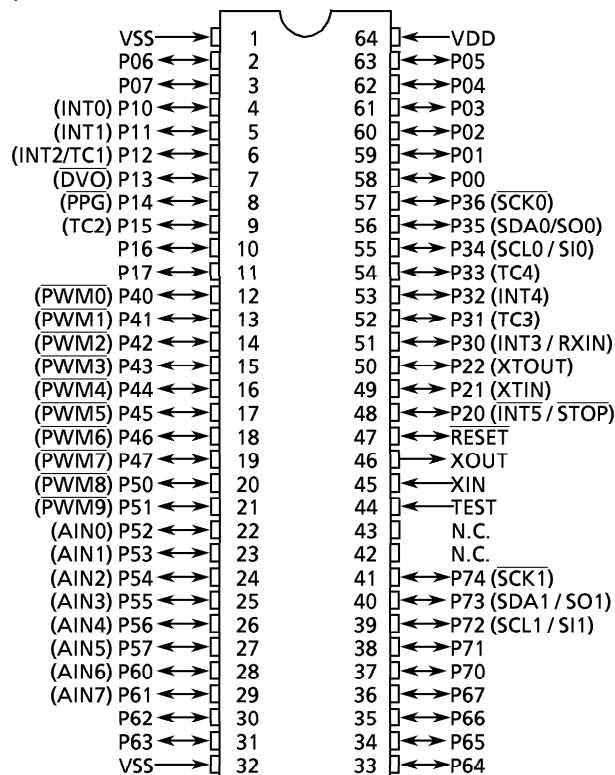 VSS 1 64 VDD
P06 2 63 P05
P07 3 62 P04
(INT0) P10 4 61 P03
(INT1) P11 5 60 P02
(INT2/TC1) P12 6 59 P01
(DVO) P13 7 58 P00
(PPG) P14 8 57 P36 (SCK0)
(TC2) P15 9 56 P35 (SDA0/SO0)
P16 10 55 P34 (SCL0 / SI0)
P17 11 54 P33 (TC4)
(PWM0) P40 12 53 P32 (INT4)
(PWM1) P41 13 52 P31 (TC3)
(PWM2) P42 14 51 P30 (INT3 / RXIN)
(PWM3) P43 15 50 P22 (XTOUT)
(PWM4) P44 16 49 P21 (XTIN)
(PWM5) P45 17 48 P20 (INT5 / STOP)
(PWM6) P46 18 47 RESET
(PWM7) P47 19 46 XOUT
(PWM8) P50 20 45 XIN
(PWM9) P51 21 44 TEST
(AIN0) P52 22 43 N.C.
(AIN1) P53 23 42 N.C.
(AIN2) P54 24 41 P74 (SCK1)
(AIN3) P55 25 40 P73 (SDA1 / SO1)
(AIN4) P56 26 39 P72 (SCL1 / SI1)
(AIN5) P57 27 38 P71
(AIN6) P60 28 37 P70
(AIN7) P61 29 36 P67
P62 30 35 P66
P63 31 34 P65
VSS 32 33 P64